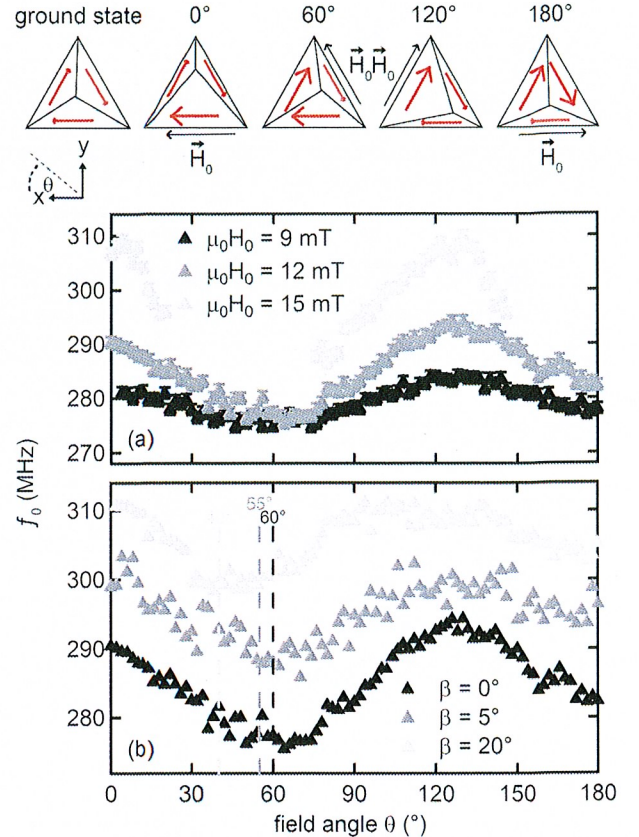 ground state 0° 60° 120° 180°
H₀ H₀ H₀ H₀
y
θ
x
μ₀H₀ = 9 mT
μ₀H₀ = 12 mT
μ₀H₀ = 15 mT
310
300
290
280
270
(a)
f₀ (MHz)
55°
60°
310
300
290
280
β = 0°
β = 5°
β = 20°
(b)
0 30 60 90 120 150 180
field angle θ (°)